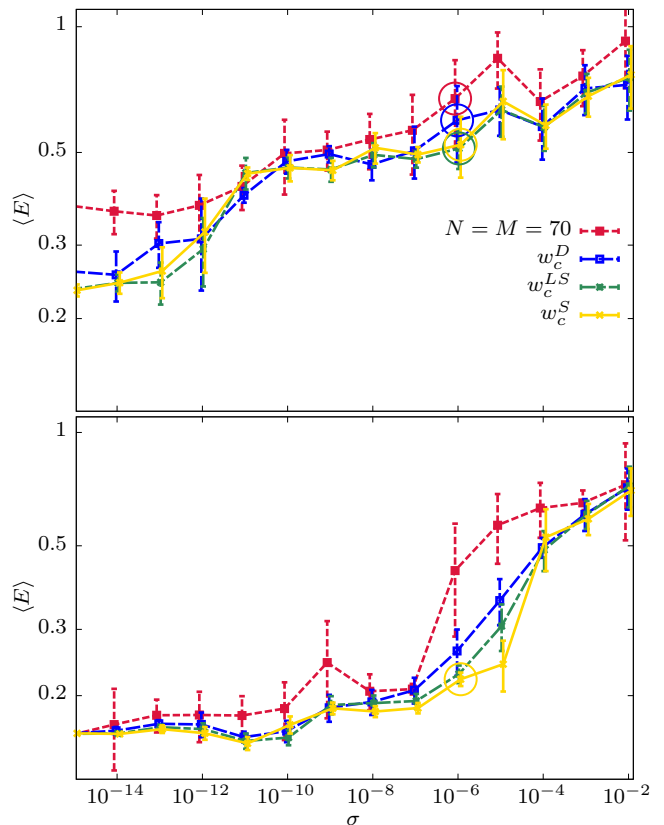 1
0.5
0.3
0.2
⟨E⟩
N = M = 70
w_c^D
w_c^{LS}
w_c^S
1
0.5
0.3
0.2
⟨E⟩
10^{−14} 10^{−12} 10^{−10} 10^{−8} 10^{−6} 10^{−4} 10^{−2}
σ